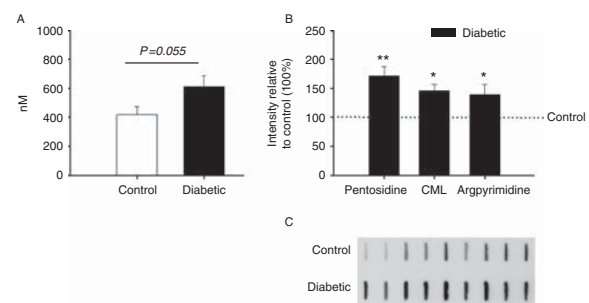 A
1000
800
600
400
200
0
nM
P=0.055
Control
Diabetic
B
250
200
150
100
50
0
Intensity relative
to control (100%)
Diabetic
**
*
*
Control
Pentosidine
CML
Argpyrimidine
C
Control
Diabetic